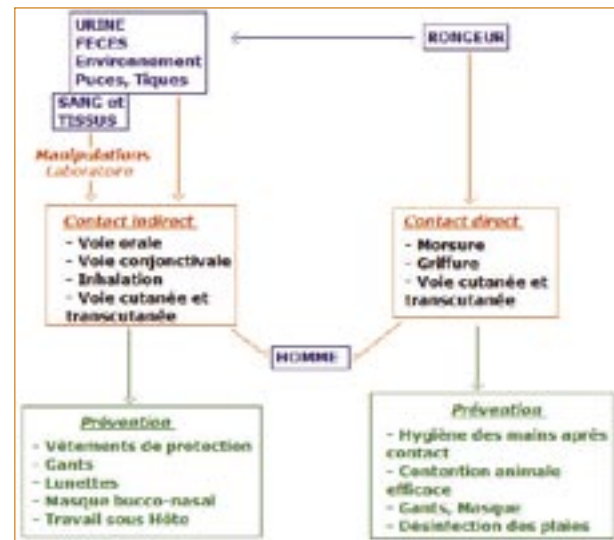 URINE
FECES
Environnement
Puces, Tiques
RONGEUR
SANG et
TISSUS
Manipulations
Laboratoire
Contact indirect
- Voie orale
- Voie conjonctivale
- Inhalation
- Voie cutanée et
transcutanée
Contact direct
- Morsure
- Griffure
- Voie cutanée et
transcutanée
HOMME
Prévention
- Vêtements de protection
- Gants
- Lunettes
- Masque bucco-nasal
- Travail sous Hôte
Prévention
- Hygiène des mains après
contact
- Contention animale
efficace
- Gants, Masque
- Désinfection des plaies